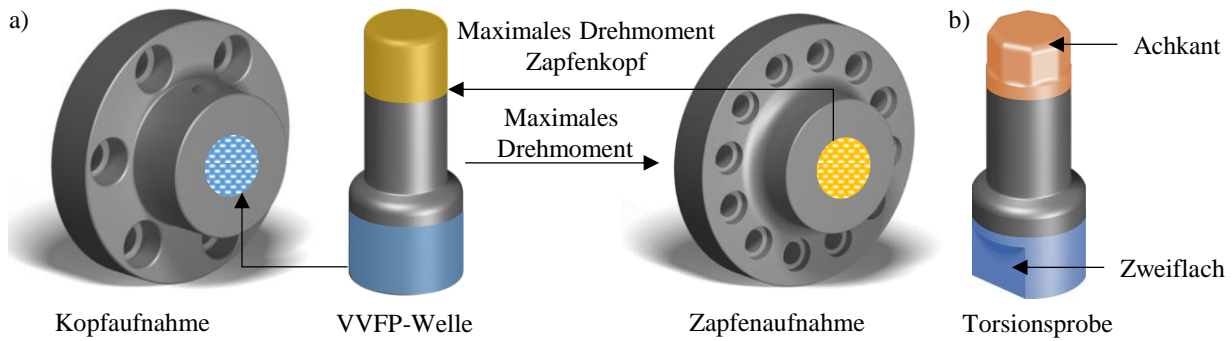 a)
Maximales Drehmoment
Zapfenkopf
Maximales
Drehmoment
Kopfaufnahme
VVFP-Welle
Zapfenaufnahme
b)
Achkant
Zweiflach
Torsionsprobe